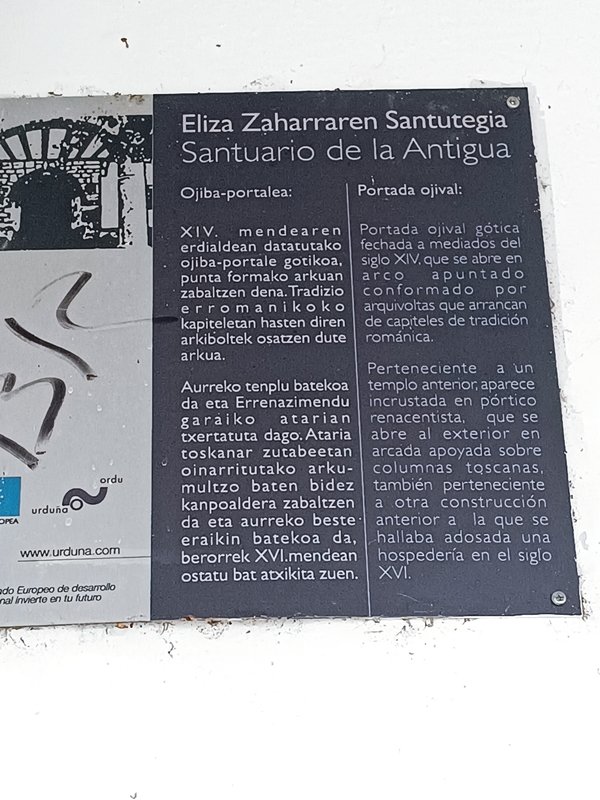 Eliza Zaharraren Santutegia
Santuario de la Antigua
Ojiba-portalea:
XIV. mendearen
erdialdean datatutako
ojiba-portale gotikoa,
punta formako arkuan
zabaltzen dena. Tradizio
erromanikoko
kapiteletan hasten diren
arkiboltek osatzen dute
arkua.
Aurreko tenplu batekoa
da eta Errenazimendu
garaiko atarian
txertatuta dago. Ataria
toskanar zutabeetan
oinarritutako arku-
multzo baten bidez
kanpoaldera zabaltzen
da eta aurreko beste
eraikin batekoa da,
berorrek XVI.mendean
ostatu bat atxikita zuen.
Portada ojival:
Portada ojival gótica
fechada a mediados del
siglo XIV, que se abre en
arco apuntado
conformado por
arquivoltas que arrancan
de capiteles de tradición
románica.
Perteneciente a un
templo anterior, aparece
incrustada en pórtico
renacentista, que se
abre al exterior en
arcada apoyada sobre
columnas toscanas,
también perteneciente
a otra construcción
anterior a la que se
hallaba adosada una
hospedería en el siglo
XVI.
ordu
urduña
OPEA
www.urduna.com
ndo Europeo de desarrollo
nal invierte en tu futuro